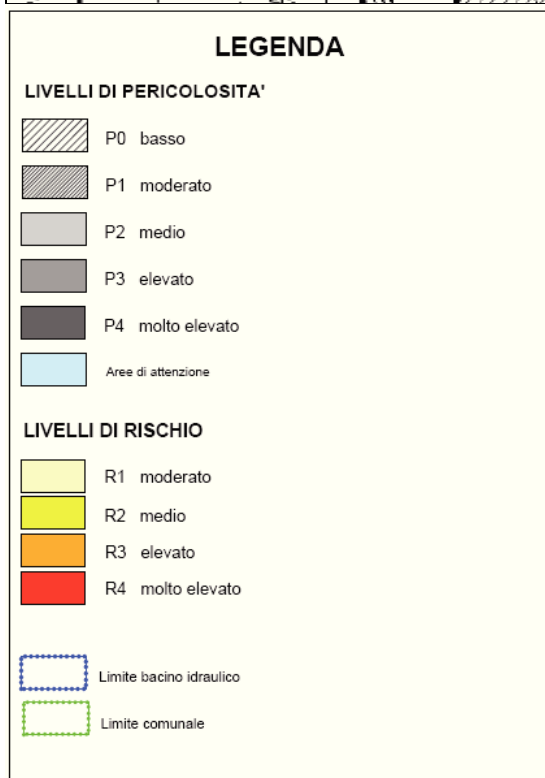 LEGENDA
LIVELLI DI PERICOLOSITA'
P0 basso
P1 moderato
P2 medio
P3 elevato
P4 molto elevato
Aree di attenzione
LIVELLI DI RISCHIO
R1 moderato
R2 medio
R3 elevato
R4 molto elevato
Limite bacino idraulico
Limite comunale